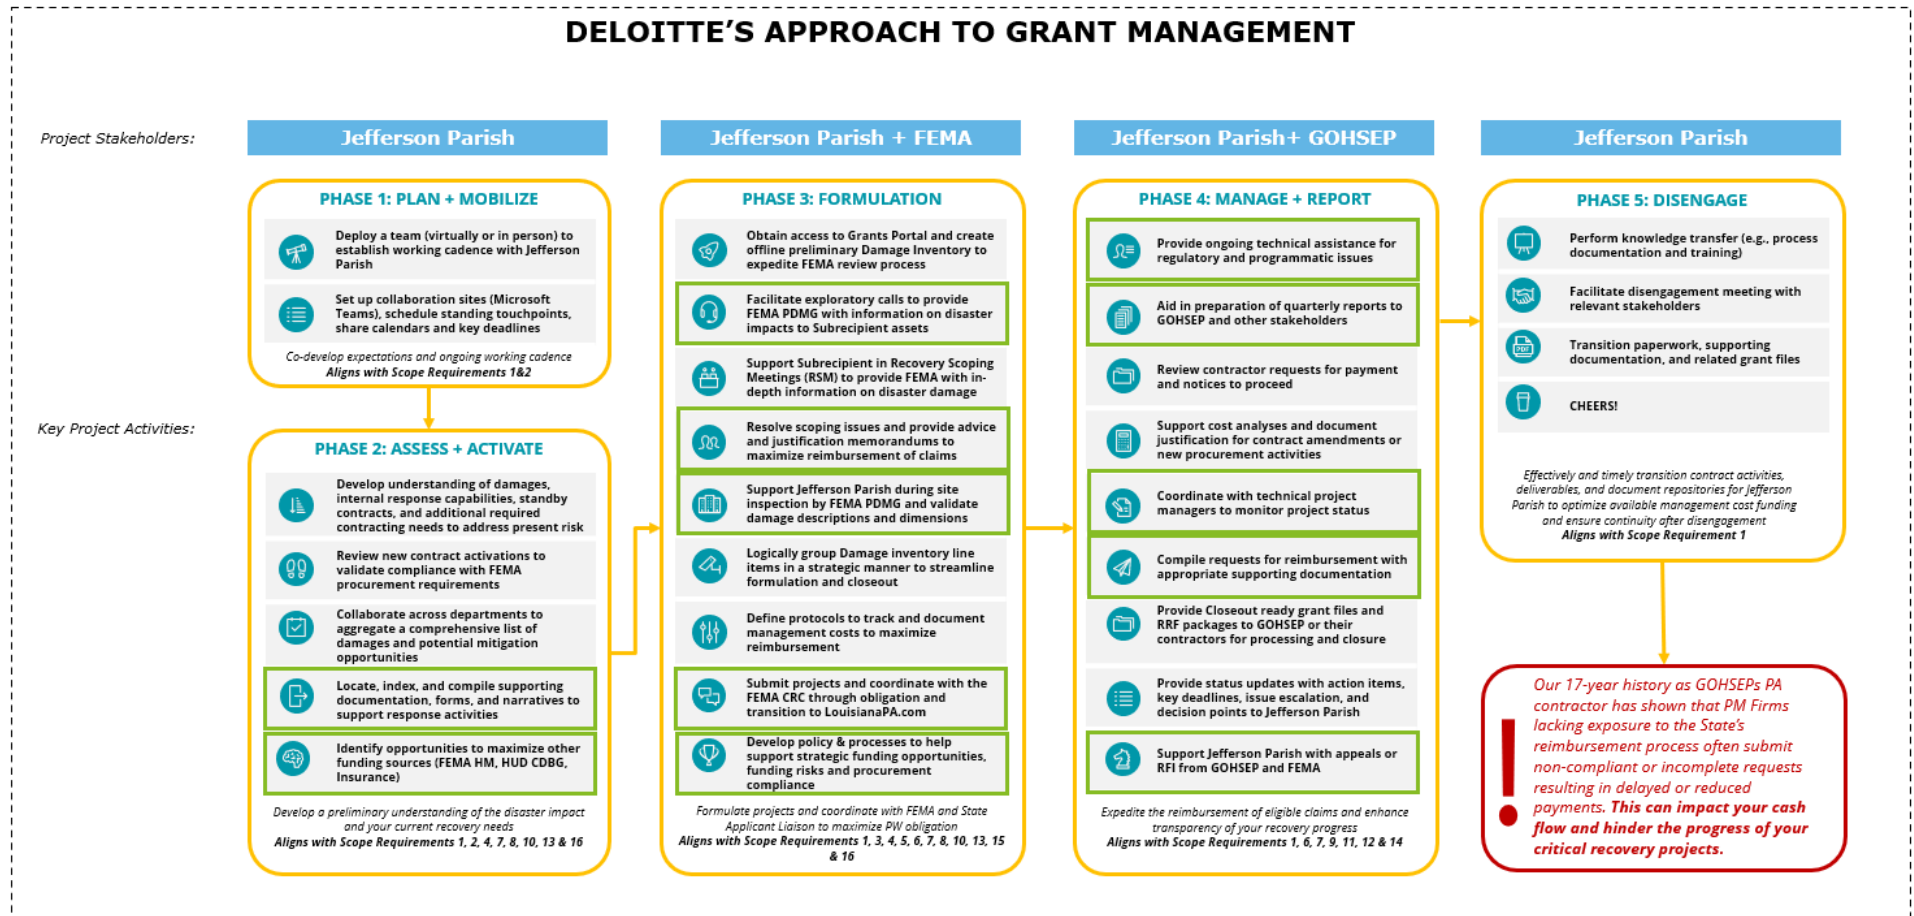 DELOITTE’S APPROACH TO GRANT MANAGEMENT
Project Stakeholders:
Jefferson Parish
Jefferson Parish + FEMA
Jefferson Parish+ GOHSEP
Jefferson Parish
Key Project Activities:
PHASE 1: PLAN + MOBILIZE
Deploy a team (virtually or in person) to
establish working cadence with Jefferson
Parish
Set up collaboration sites (Microsoft
Teams), schedule standing touchpoints,
share calendars and key deadlines
Co-develop expectations and ongoing working cadence
Aligns with Scope Requirements 1&2
PHASE 2: ASSESS + ACTIVATE
Develop understanding of damages,
internal response capabilities, standby
contracts, and additional required
contracting needs to address present risk
Review new contract activations to
validate compliance with FEMA
procurement requirements
Collaborate across departments to
aggregate a comprehensive list of
damages and potential mitigation
opportunities
Locate, index, and compile supporting
documentation, forms, and narratives to
support response activities
Identify opportunities to maximize other
funding sources (FEMA HM, HUD CDBG,
Insurance)
Develop a preliminary understanding of the disaster impact
and your current recovery needs
Aligns with Scope Requirements 1, 2, 4, 7, 8, 10, 13 & 16
PHASE 3: FORMULATION
Obtain access to Grants Portal and create
offline preliminary Damage Inventory to
expedite FEMA review process
Facilitate exploratory calls to provide
FEMA PDMG with information on disaster
impacts to Subrecipient assets
Support Subrecipient in Recovery Scoping
Meetings (RSM) to provide FEMA with in-
depth information on disaster damage
Resolve scoping issues and provide advice
and justification memorandums to
maximize reimbursement of claims
Support Jefferson Parish during site
inspection by FEMA PDMG and validate
damage descriptions and dimensions
Logically group Damage inventory line
items in a strategic manner to streamline
formulation and closeout
Define protocols to track and document
management costs to maximize
reimbursement
Submit projects and coordinate with the
FEMA CRC through obligation and
transition to LouisianaPA.com
Develop policy & processes to help
support strategic funding opportunities,
funding risks and procurement
compliance
Formulate projects and coordinate with FEMA and State
Applicant Liaison to maximize PW obligation
Aligns with Scope Requirements 1, 3, 4, 5, 6, 7, 8, 10, 13, 15
& 16
PHASE 4: MANAGE + REPORT
Provide ongoing technical assistance for
regulatory and programmatic issues
Aid in preparation of quarterly reports to
GOHSEP and other stakeholders
Review contractor requests for payment
and notices to proceed
Support cost analyses and document
justification for contract amendments or
new procurement activities
Coordinate with technical project
managers to monitor project status
Compile requests for reimbursement with
appropriate supporting documentation
Provide Closeout ready grant files and
RRF packages to GOHSEP or their
contractors for processing and closure
Provide status updates with action items,
key deadlines, issue escalation, and
decision points to Jefferson Parish
Support Jefferson Parish with appeals or
RFI from GOHSEP and FEMA
Expedite the reimbursement of eligible claims and enhance
transparency of your recovery progress
Aligns with Scope Requirements 1, 6, 7, 9, 11, 12 & 14
PHASE 5: DISENGAGE
Perform knowledge transfer (e.g., process
documentation and training)
Facilitate disengagement meeting with
relevant stakeholders
PDF
Transition paperwork, supporting
documentation, and related grant files
CHEERS!
Effectively and timely transition contract activities,
deliverables, and document repositories for Jefferson
Parish to optimize available management cost funding
and ensure continuity after disengagement
Aligns with Scope Requirement 1
!
Our 17-year history as GOHSEPs PA
contractor has shown that PM Firms
lacking exposure to the State’s
reimbursement process often submit
non-compliant or incomplete requests
resulting in delayed or reduced
payments. This can impact your cash
flow and hinder the progress of your
critical recovery projects.